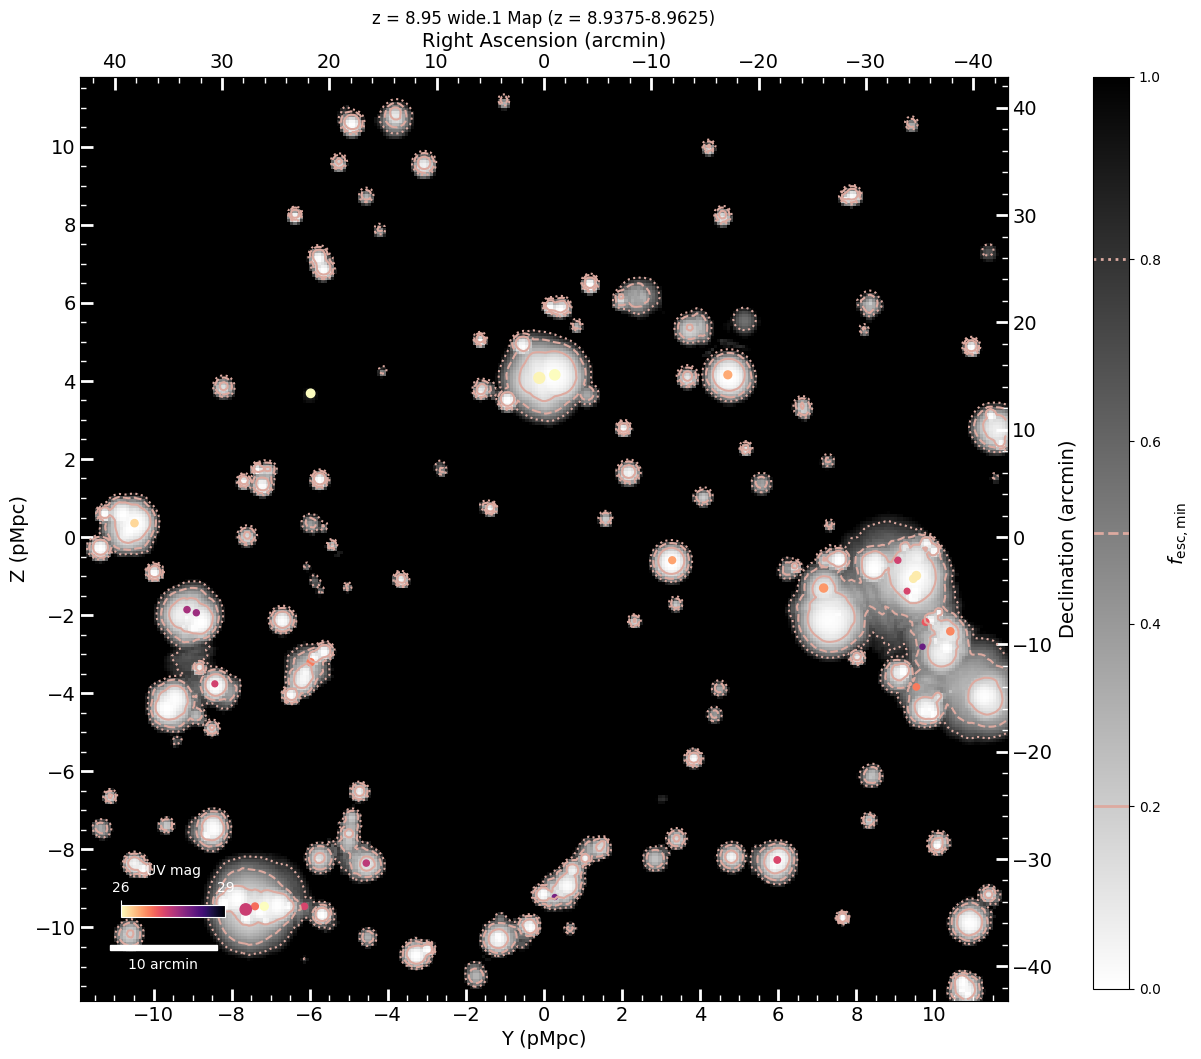 z = 8.95 wide.1 Map (z = 8.9375-8.9625)
Right Ascension (arcmin)
40 30 20 10 0 −10 −20 −30 −40
10
8
6
4
2
0
−2
−4
−6
−8
−10
Z (pMpc)
40
30
20
10
0
−10
−20
−30
−40
Declination (arcmin)
1.0
0.8
0.6
0.4
0.2
0.0
fesc,min
UV mag
26 29
10 arcmin
−10 −8 −6 −4 −2 0 2 4 6 8 10
Y (pMpc)